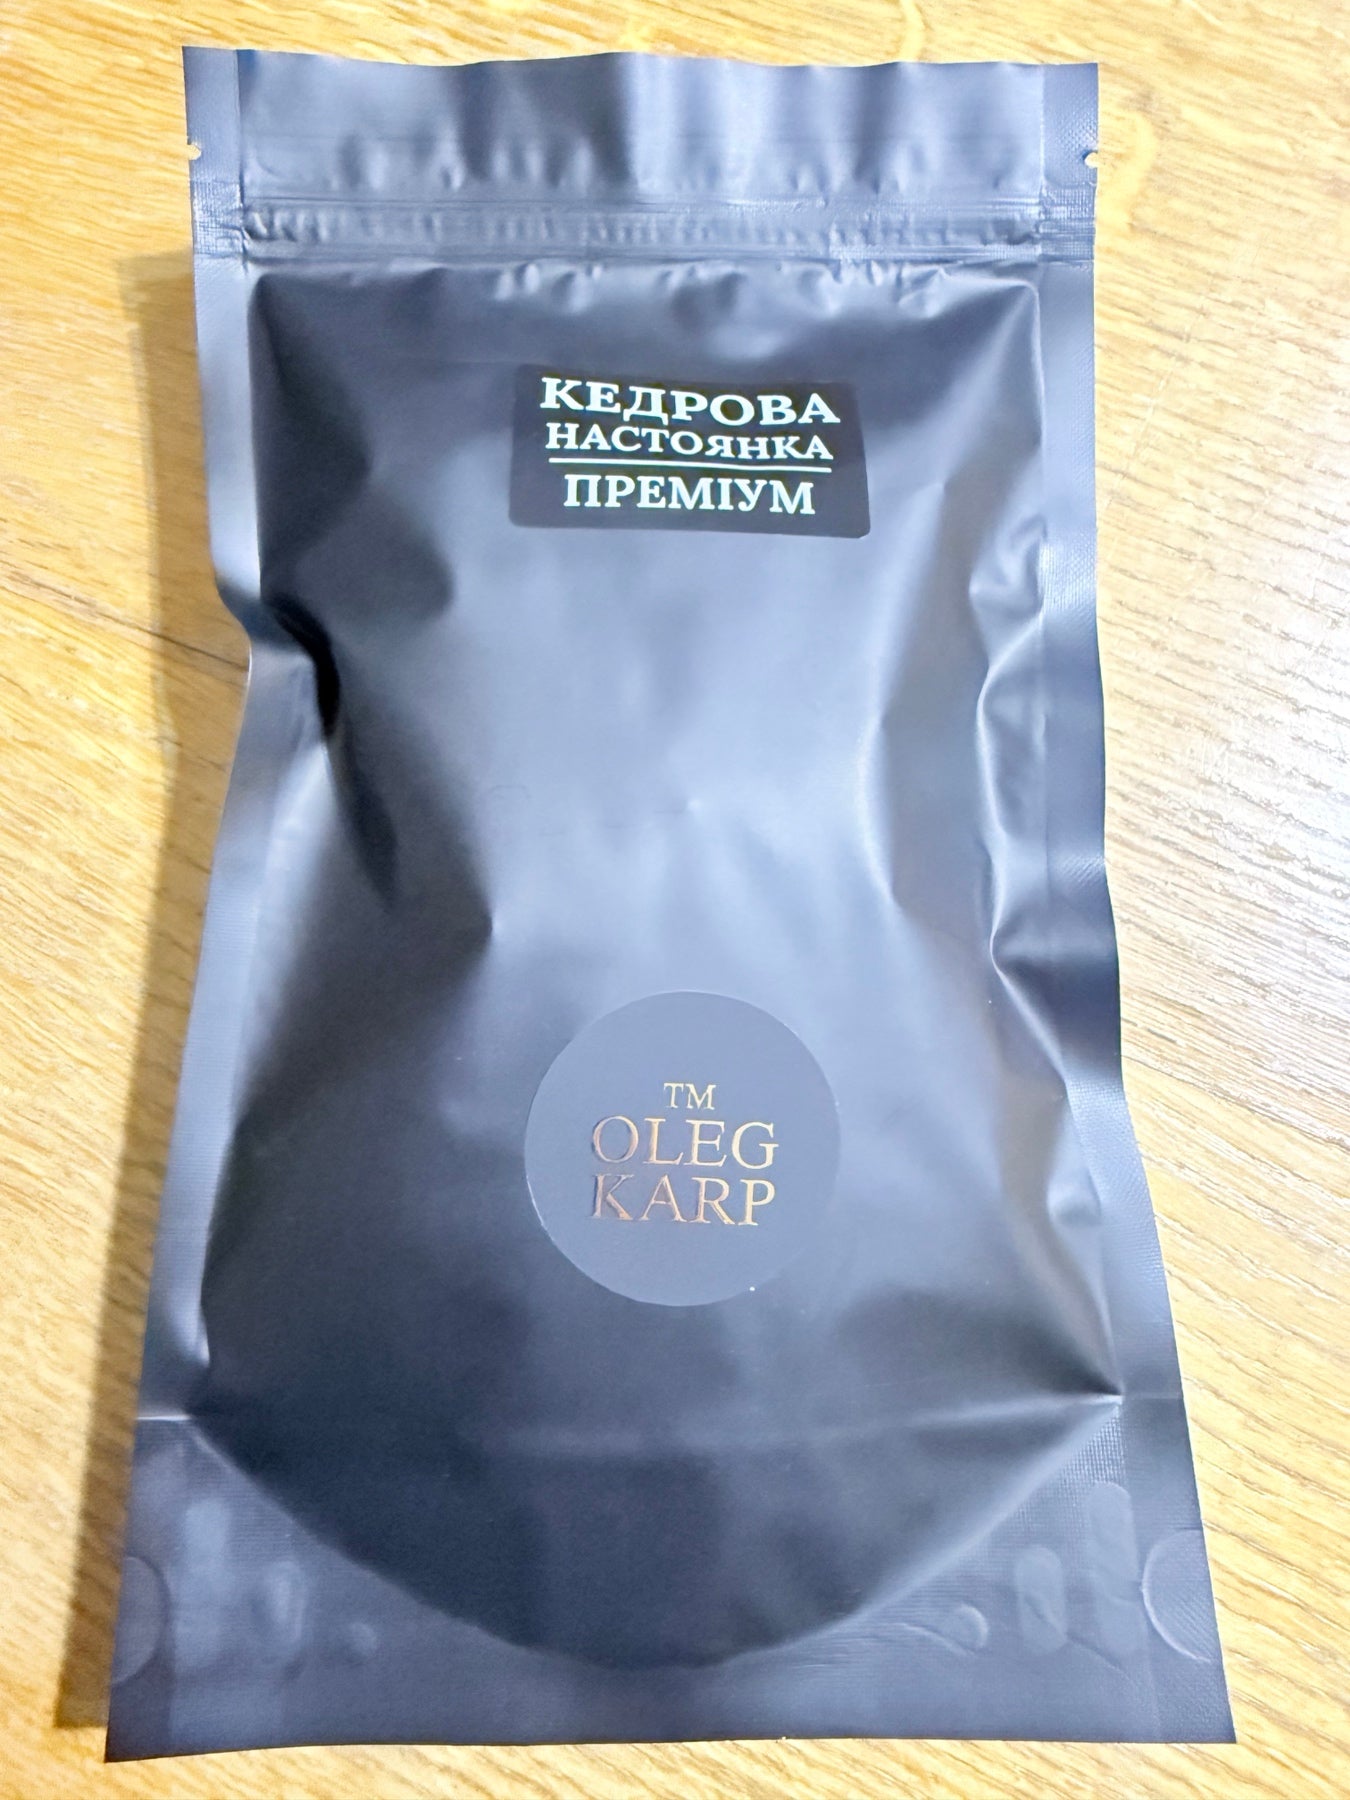 КЕДРОВА
НАСТОЯНКА
ПРЕМІУМ
TM
OLEG
KARP